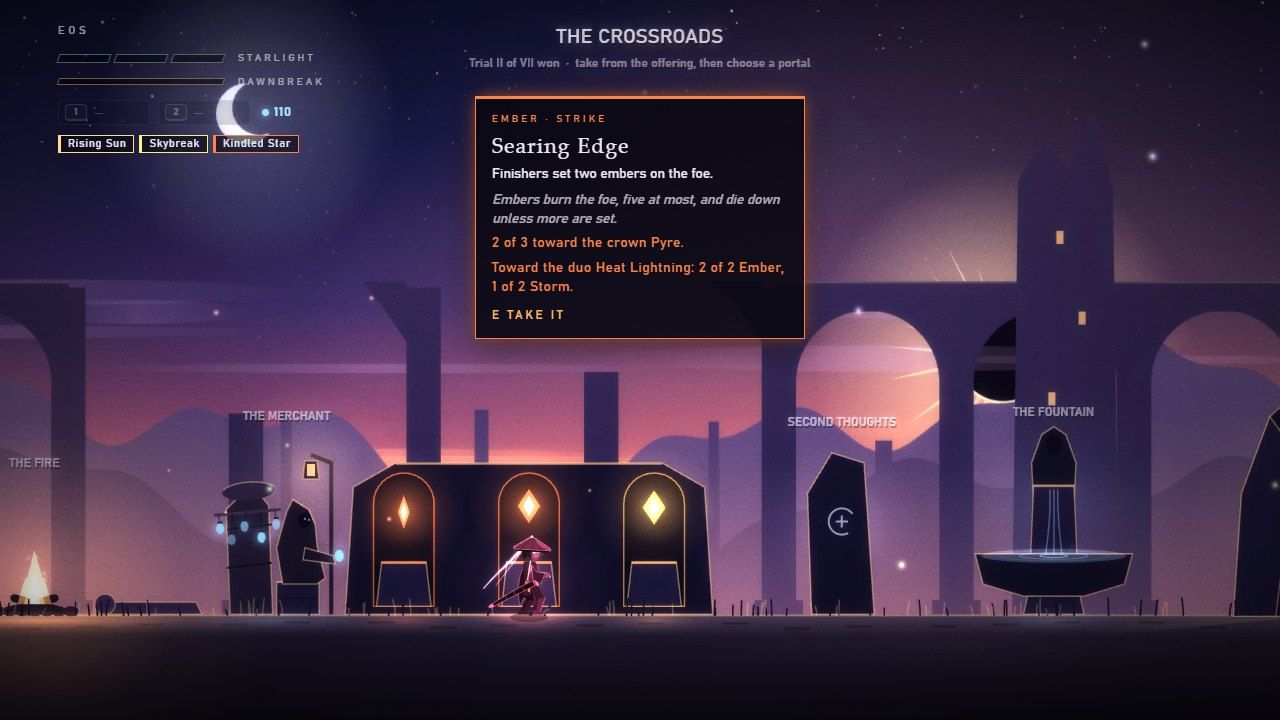 EOS
STARLIGHT
DAWNBREAK
1 — 2 — 110
Rising Sun Skybreak Kindled Star
THE CROSSROADS
Trial II of VII won · take from the offering, then choose a portal
EMBER · STRIKE
Searing Edge
Finishers set two embers on the foe.
Embers burn the foe, five at most, and die down
unless more are set.
2 of 3 toward the crown Pyre.
Toward the duo Heat Lightning: 2 of 2 Ember,
1 of 2 Storm.
E TAKE IT
THE FIRE
THE MERCHANT
SECOND THOUGHTS
THE FOUNTAIN